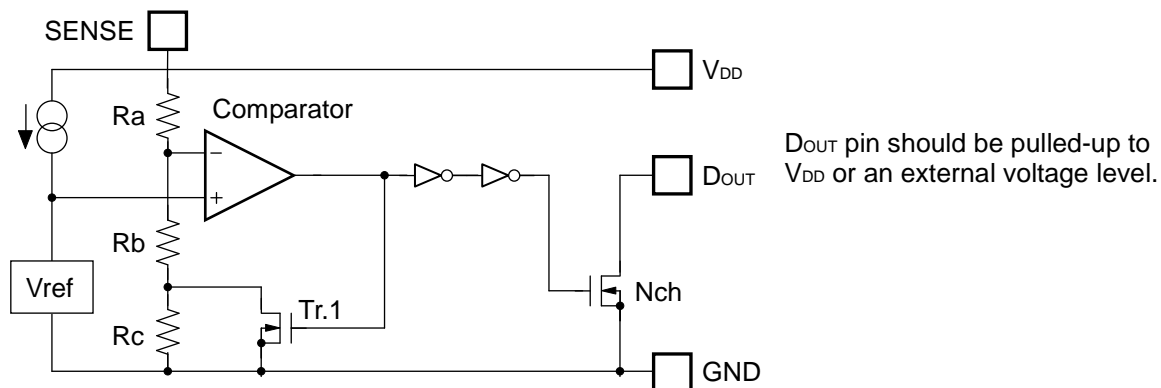 SENSE
VDD
Ra
Comparator
−
+
DOUT
DOUT pin should be pulled-up to
VDD or an external voltage level.
Rb
Vref
Tr.1
Nch
Rc
GND